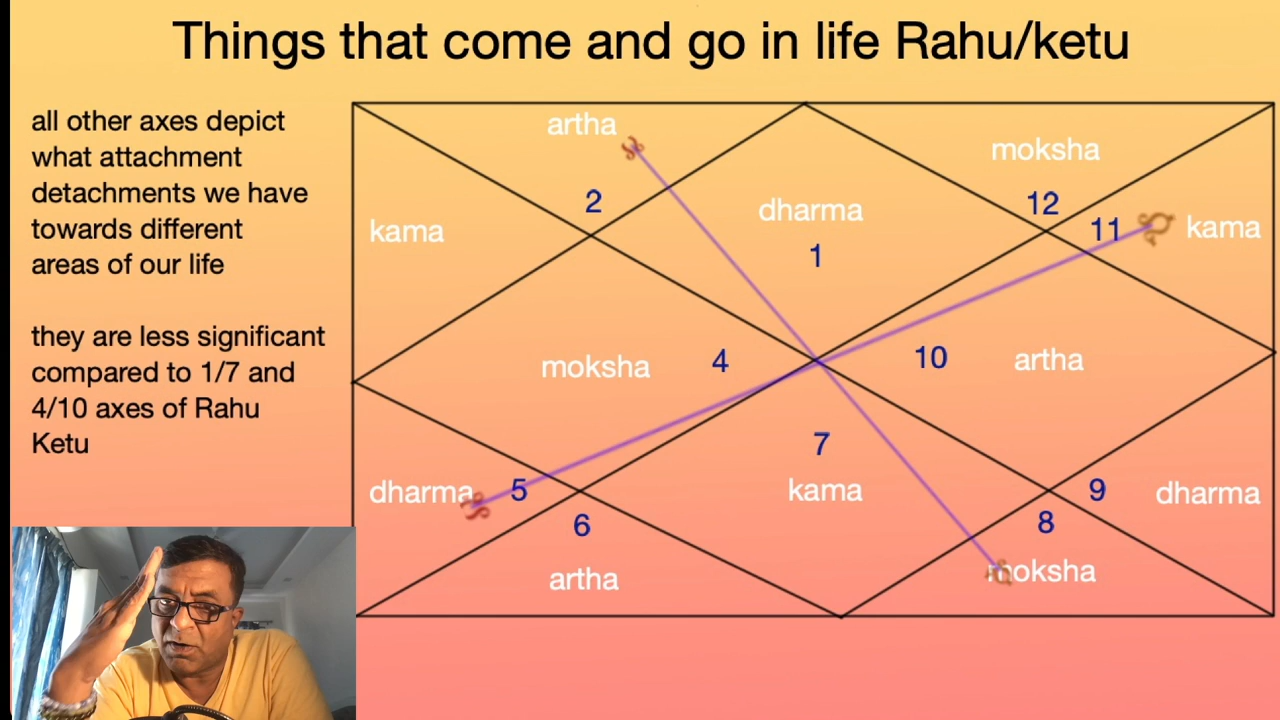 Things that come and go in life Rahu/ketu
all other axes depict
what attachment
detachments we have
towards different
areas of our life
they are less significant
compared to 1/7 and
4/10 axes of Rahu
Ketu
artha
2
kama
dharma
1
moksha
12
11
kama
moksha
4
10
artha
7
kama
dharma
5
6
artha
9
dharma
8
moksha